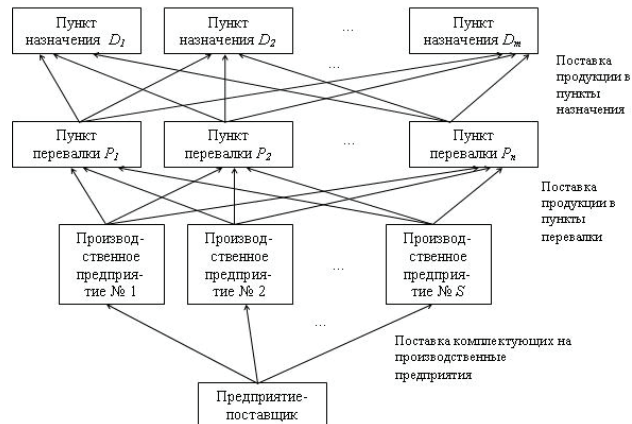 Пункт
назначения D1
Пункт
назначения D2
...
Пункт
назначения Dm
...
Поставка
продукции в
пункты
назначения
Пункт
перевалки P1
Пункт
перевалки P2
...
Пункт
перевалки Pn
Поставка
продукции в
пункты
перевалки
Производ-
ственное
предприя-
тие № 1
Производ-
ственное
предприя-
тие № 2
...
Производ-
ственное
предприя-
тие № S
...
Поставка комплектующих на
производственные
предприятия
Предприятие-
поставщик